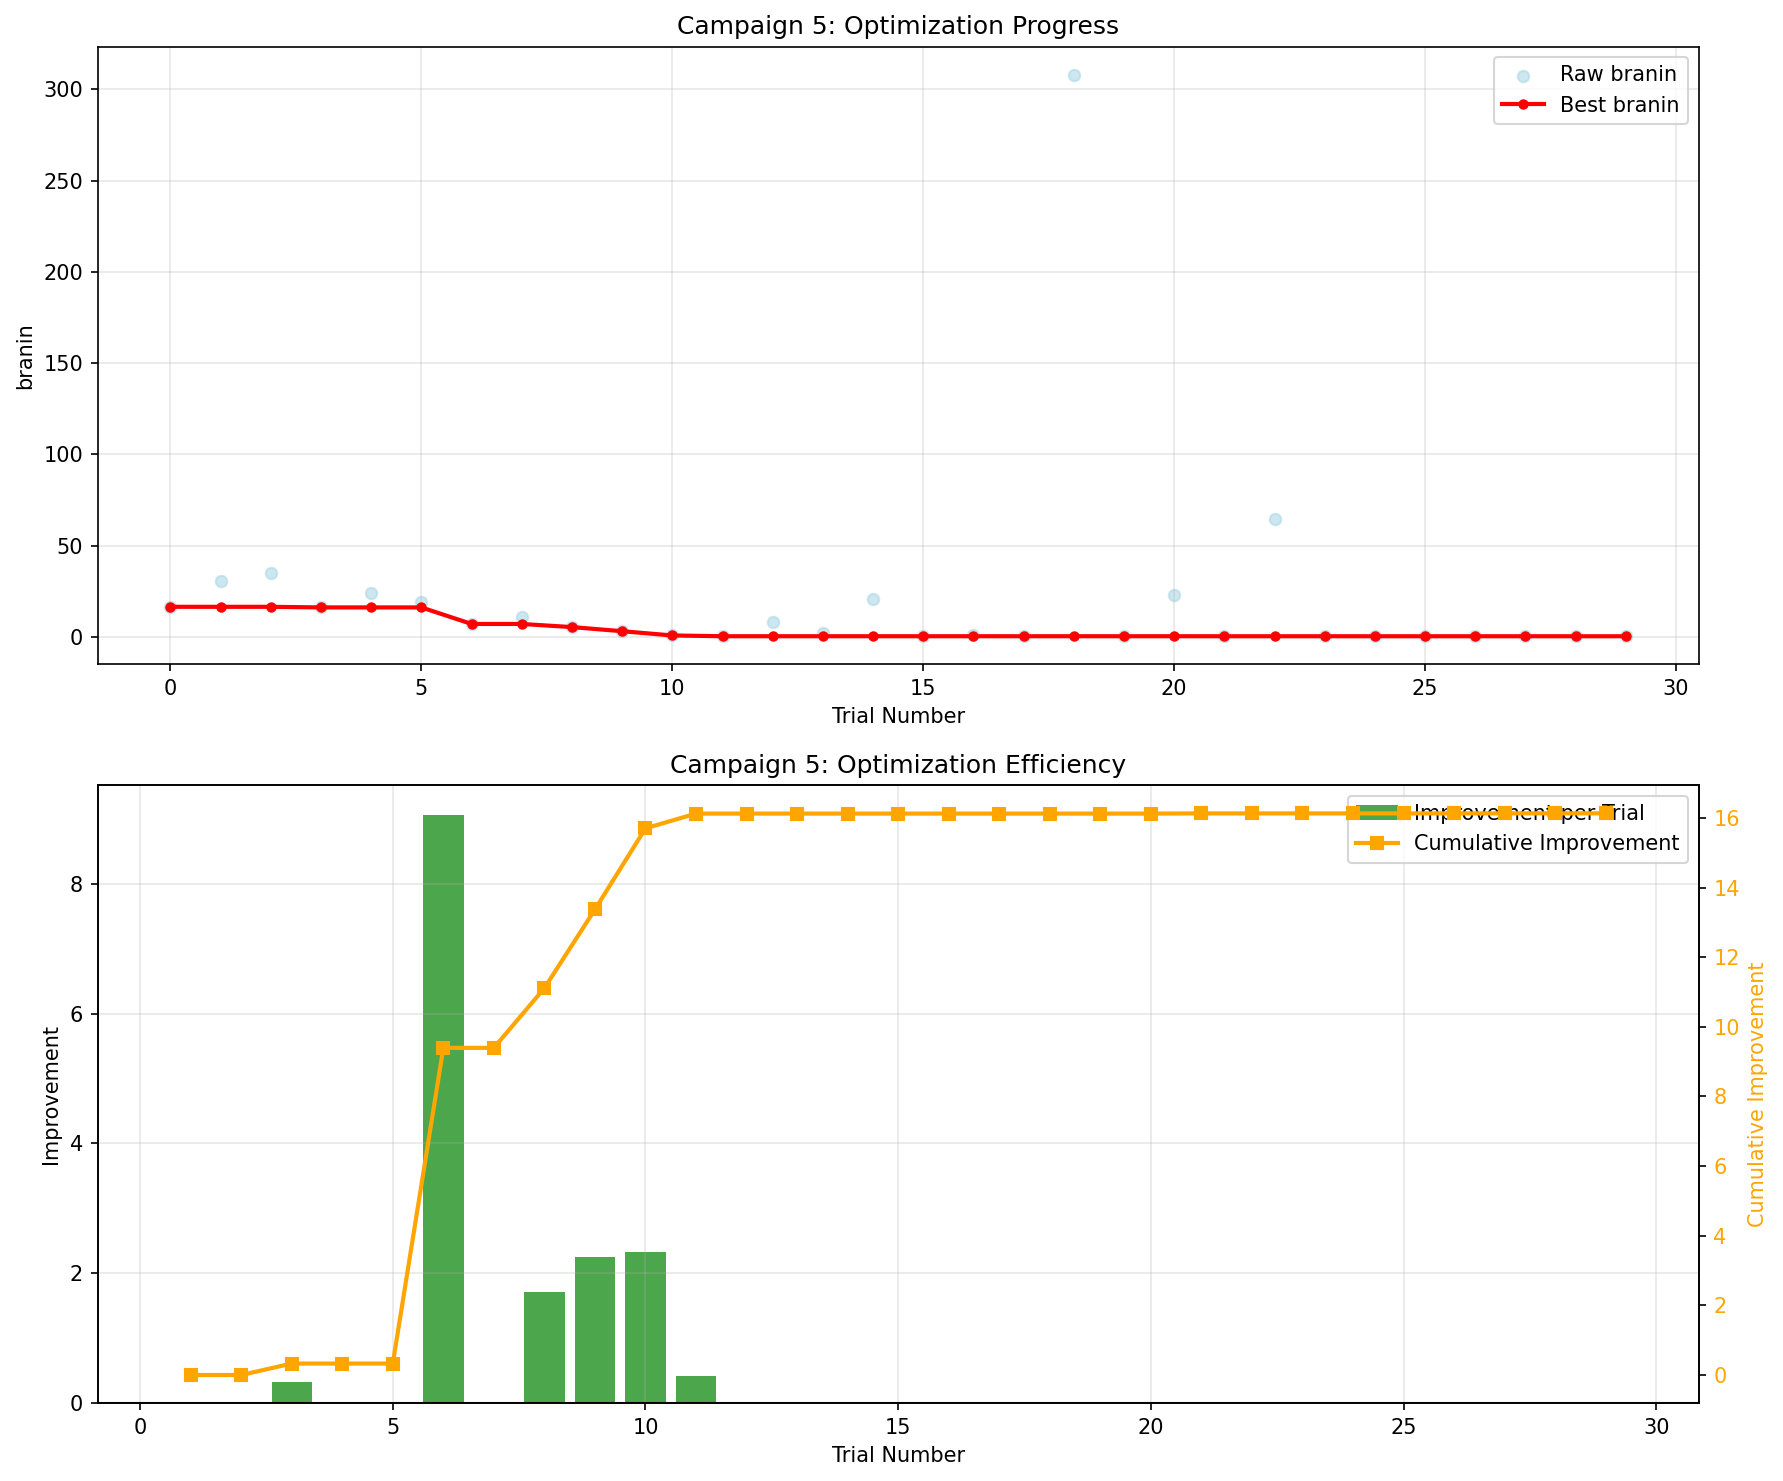 Campaign 5: Optimization Progress
300
250
200
150
100
50
0
branin
Raw branin
Best branin
0 5 10 15 20 25 30
Trial Number
Campaign 5: Optimization Efficiency
8
6
4
2
0
Improvement
Improvement per Trial
Cumulative Improvement
16
14
12
10
8
6
4
2
0
Cumulative Improvement
0 5 10 15 20 25 30
Trial Number